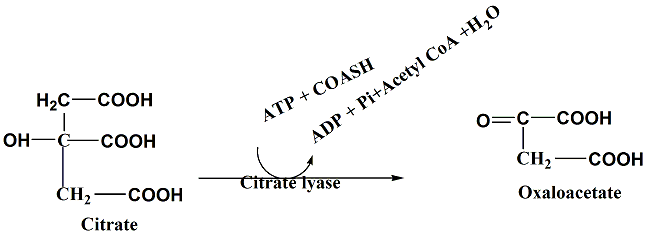 ATP + COASH
ADP + Pi+Acetyl CoA +H2O
H2C—COOH
OH—C—COOH
CH2—COOH
Citrate
Citrate lyase
O=C—COOH
CH2—COOH
Oxaloacetate